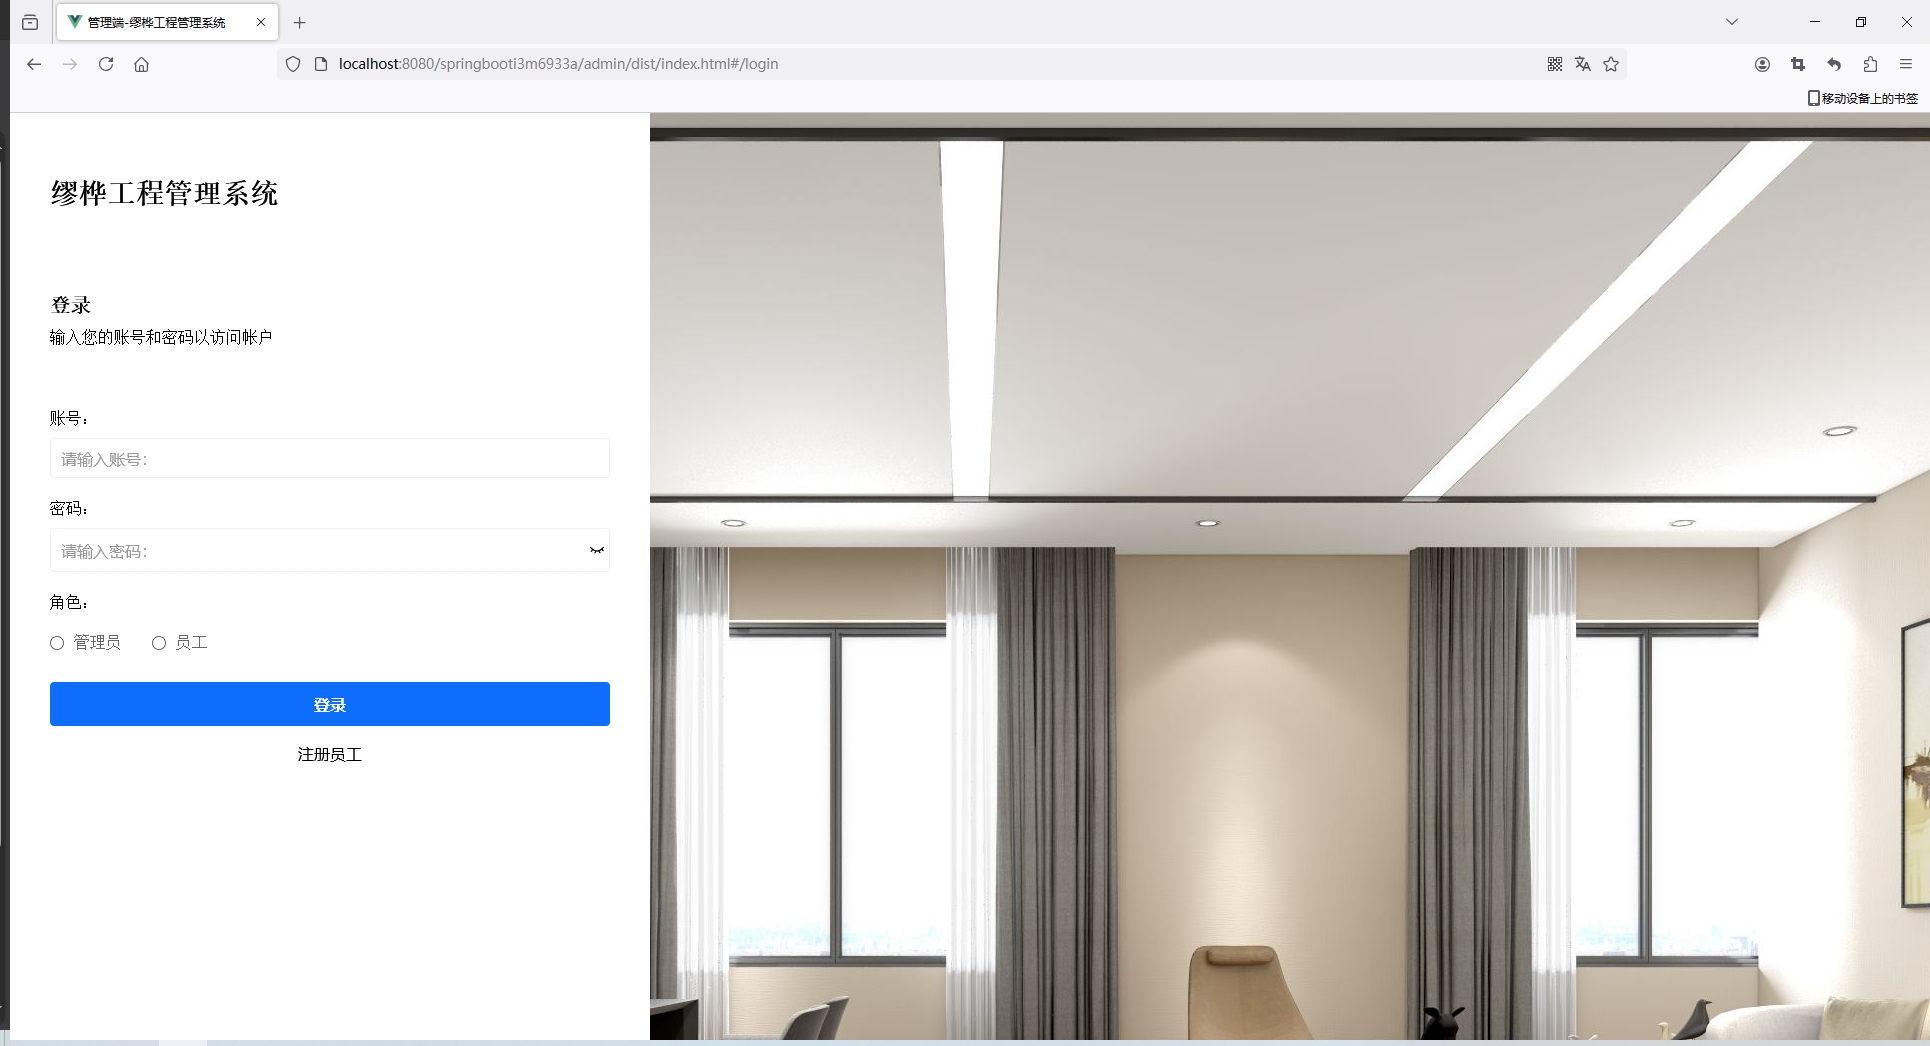 管理端-缪桦工程管理系统
localhost:8080/springbooti3m6933a/admin/dist/index.html#/login
移动设备上的书签
缪桦工程管理系统
登录
输入您的账号和密码以访问帐户
账号：
请输入账号：
密码：
请输入密码：
角色：
管理员 员工
登录
注册员工